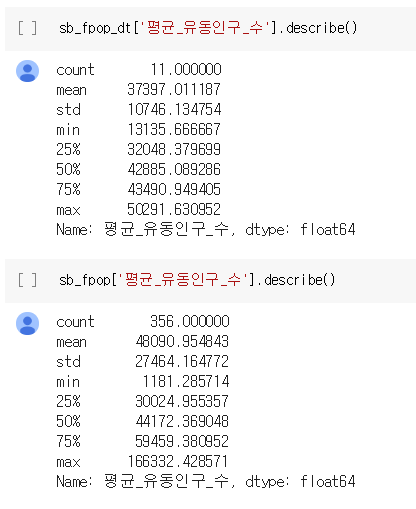 [ ] sb_fpop_dt['평균_유동인구_수'].describe()
count 11.000000
mean 37397.011187
std 10746.134754
min 13135.666667
25% 32048.379699
50% 42885.089286
75% 43490.949405
max 50291.630952
Name: 평균_유동인구_수, dtype: float64
[ ] sb_fpop['평균_유동인구_수'].describe()
count 356.000000
mean 48090.954843
std 27464.164772
min 1181.285714
25% 30024.955357
50% 44172.369048
75% 59459.380952
max 166332.428571
Name: 평균_유동인구_수, dtype: float64